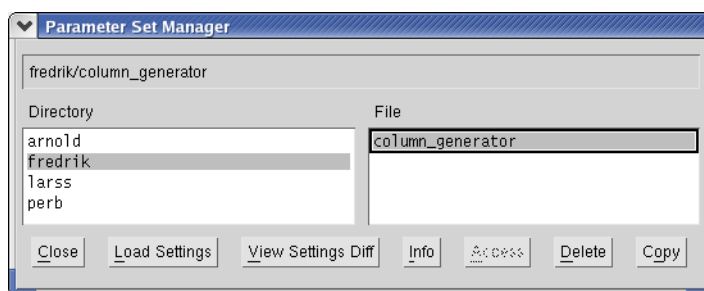 Parameter Set Manager
fredrik/column_generator
Directory File
arnold column_generator
fredrik
larss
perb
Close Load Settings View Settings Diff Info Access Delete Copy